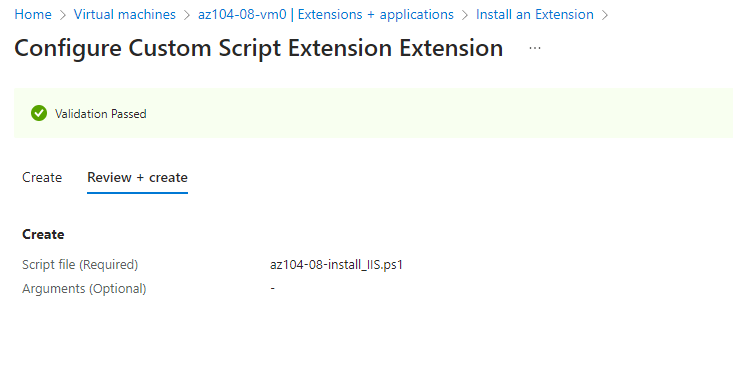 Home > Virtual machines > az104-08-vm0 | Extensions + applications > Install an Extension >
Configure Custom Script Extension Extension ...
Validation Passed
Create Review + create
Create
Script file (Required) az104-08-install_IIS.ps1
Arguments (Optional) -